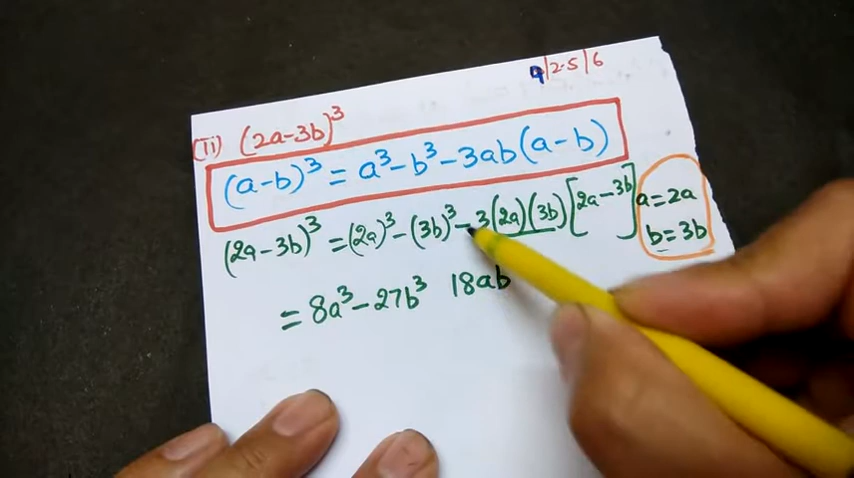 9|2.5|6
(ii) (2a-3b)³
(a-b)³ = a³-b³-3ab(a-b)
(2a-3b)³ = (2a)³-(3b)³-3(2a)(3b)[2a-3b]
a=2a
b=3b
= 8a³-27b³ 18ab